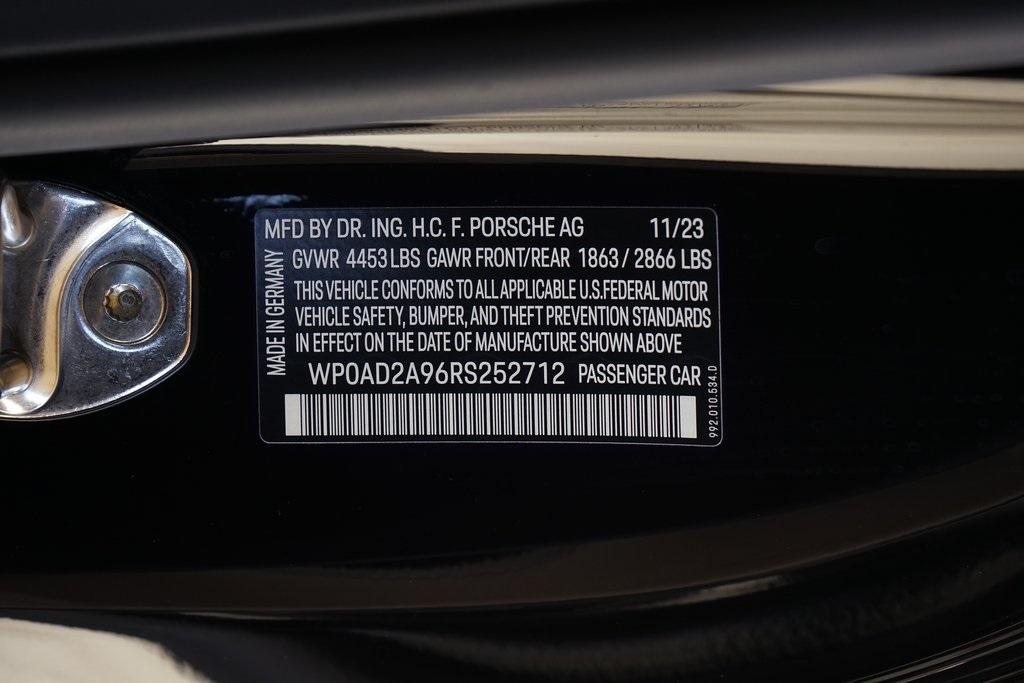 MFD BY DR. ING. H.C. F. PORSCHE AG 11/23
GVWR 4453 LBS GAWR FRONT/REAR 1863 / 2866 LBS
THIS VEHICLE CONFORMS TO ALL APPLICABLE U.S.FEDERAL MOTOR
VEHICLE SAFETY, BUMPER, AND THEFT PREVENTION STANDARDS
IN EFFECT ON THE DATE OF MANUFACTURE SHOWN ABOVE
WP0AD2A96RS252712 PASSENGER CAR
MADE IN GERMANY
992.010.534.D